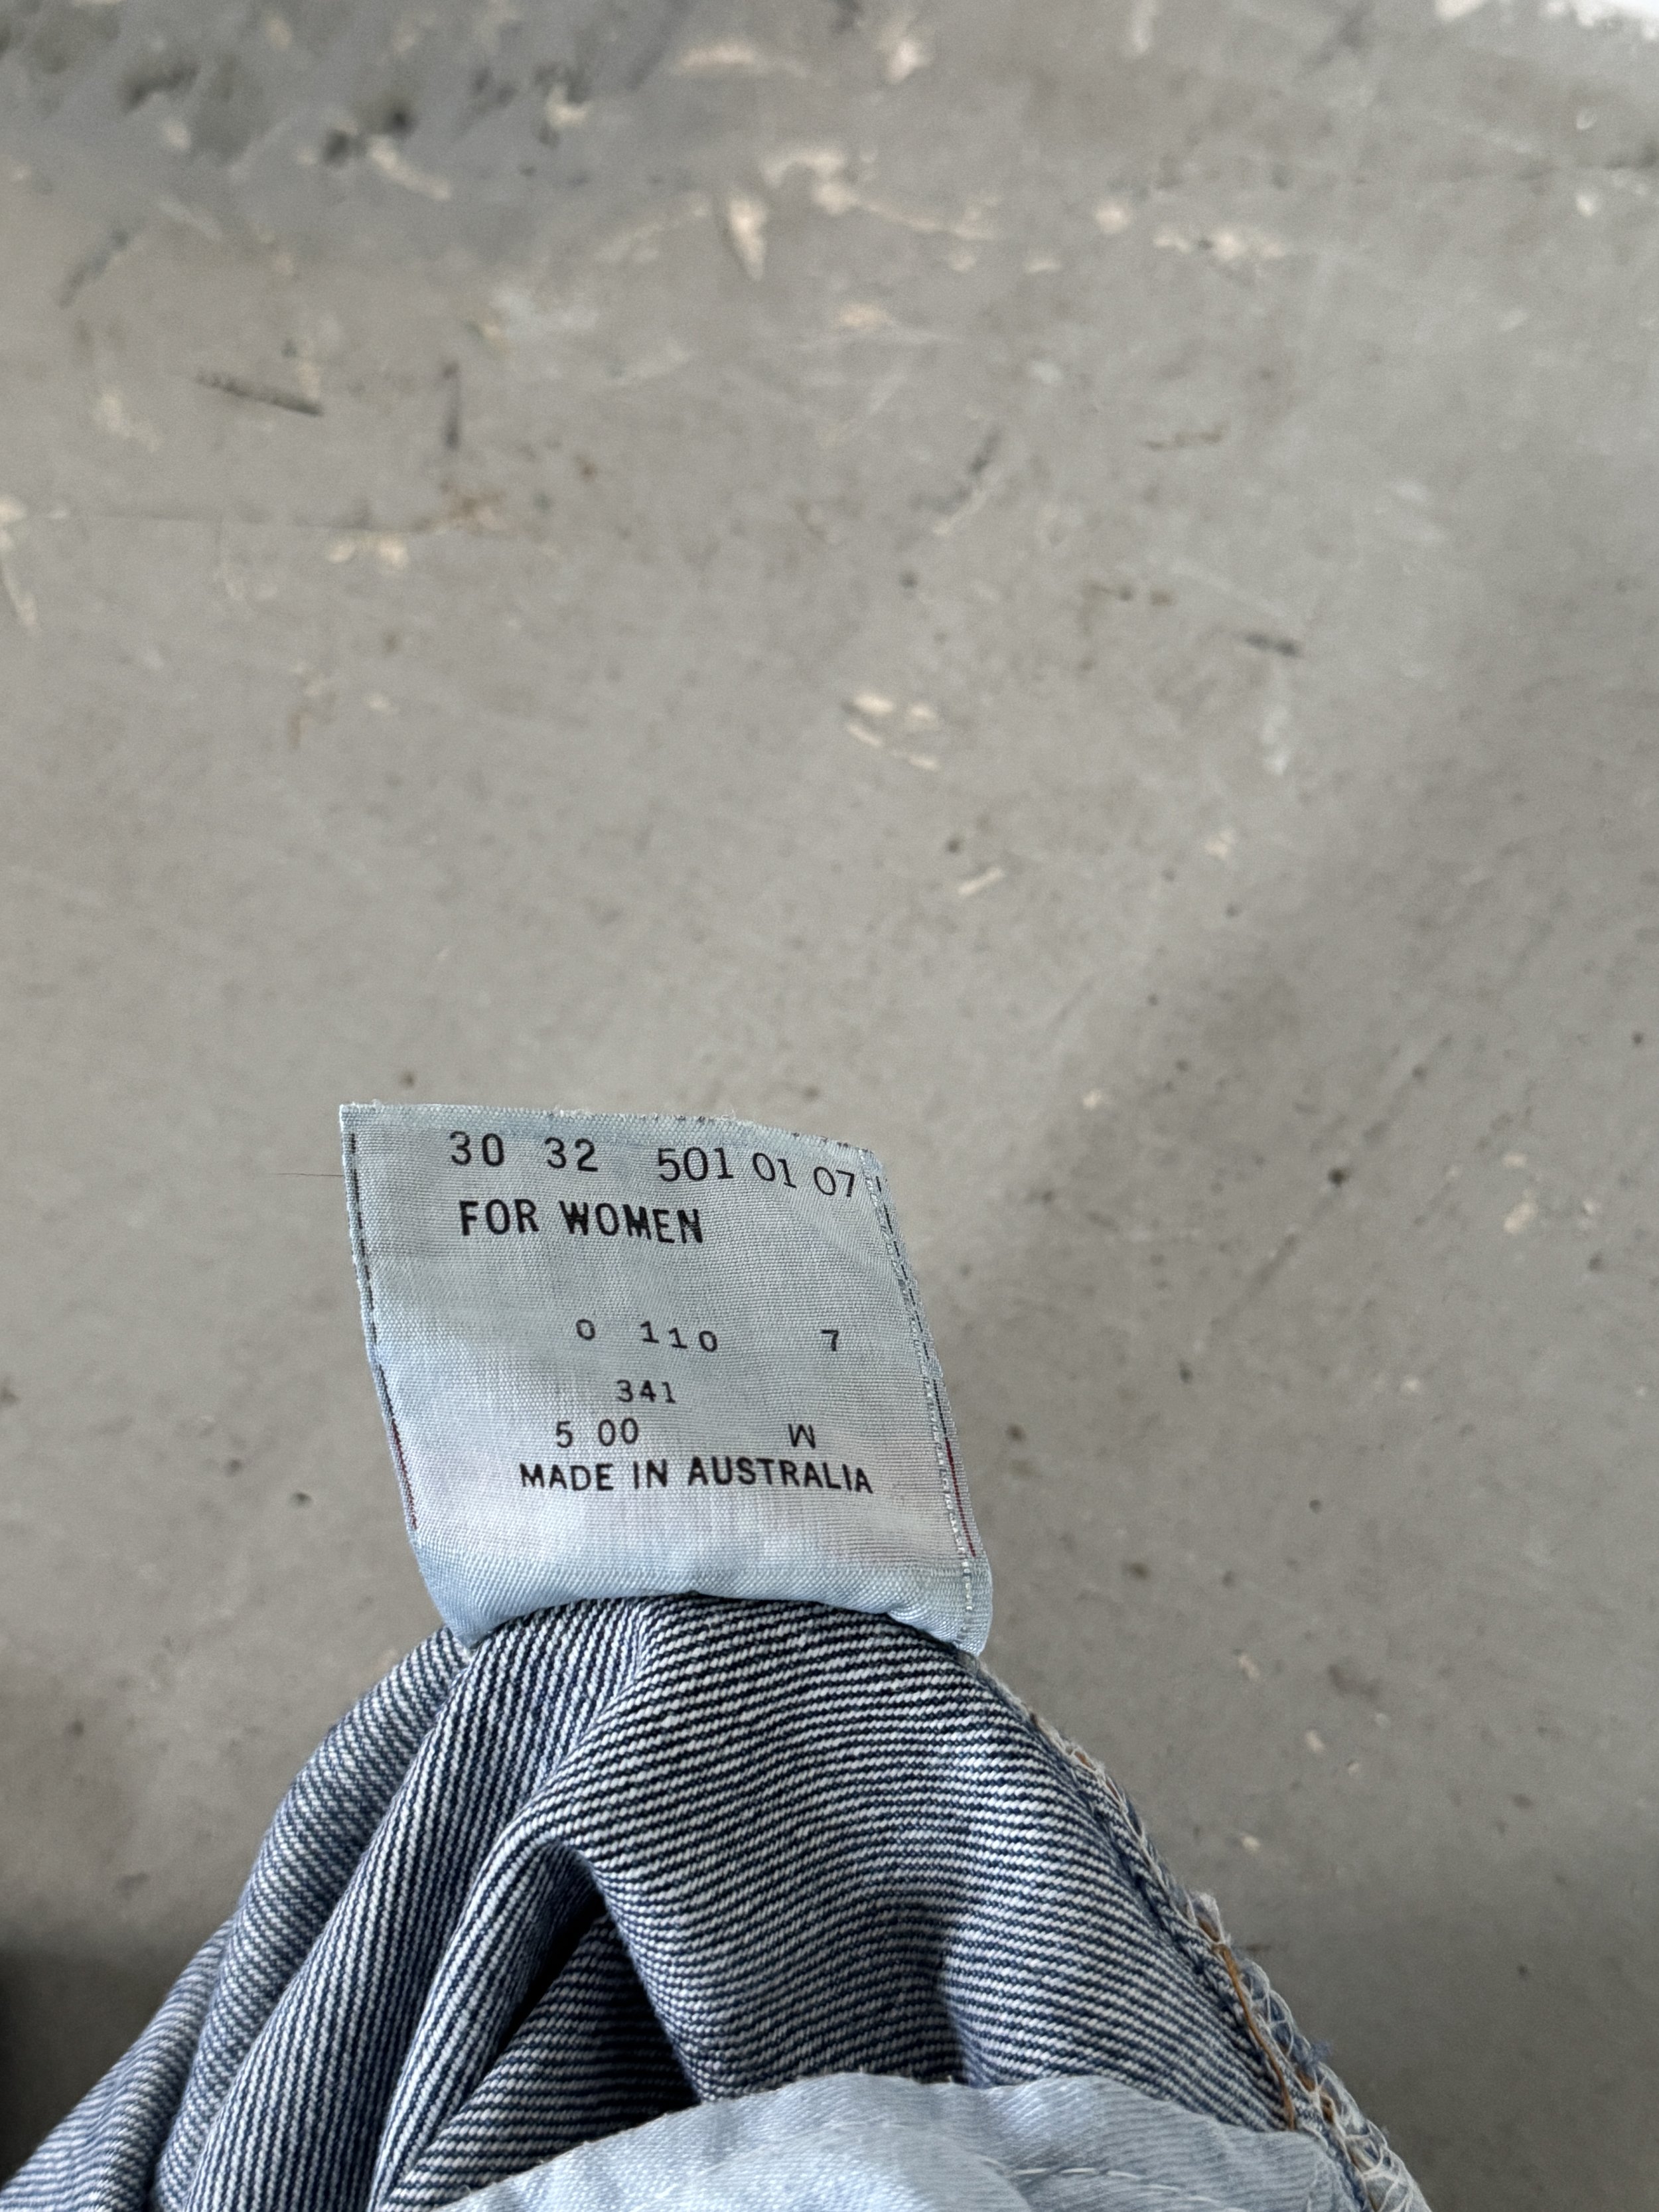 30 32 501 01 07
FOR WOMEN
0 110 7
341
5 00 W
MADE IN AUSTRALIA